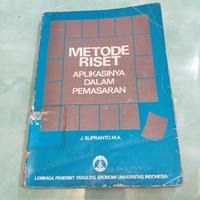 METODE
RISET
APLIKASINYA
DALAM
PEMASARAN
J. SUPRANTO, M.A.
LEMBAGA PENERBIT FAKULTAS EKONOMI UNIVERSITAS INDONESIA